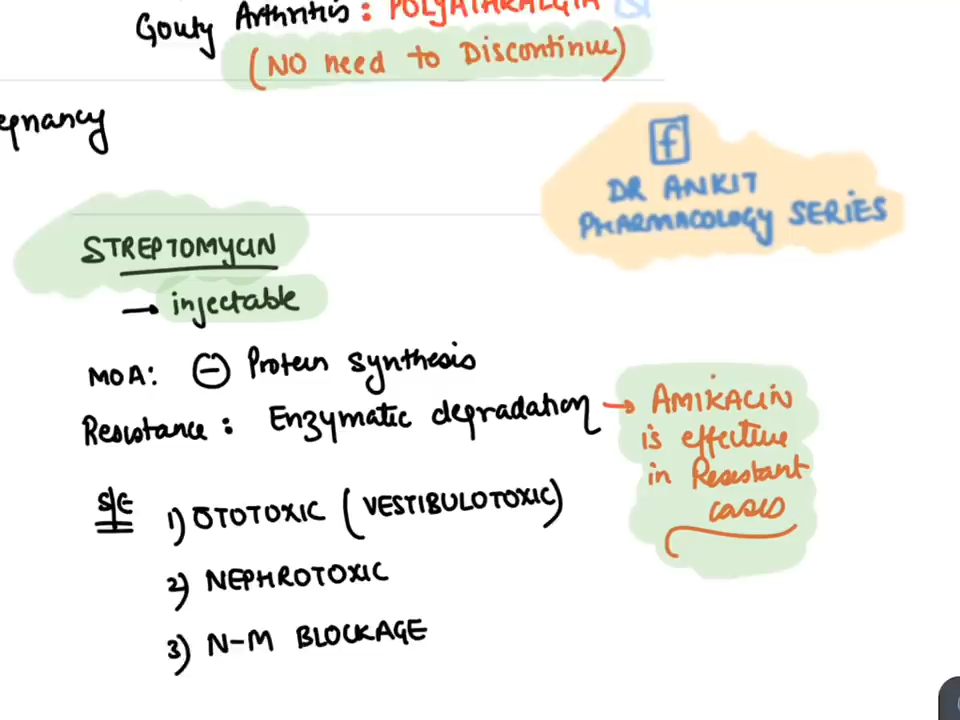 Gouty Arthritis : POLYATHRALGIA
(NO need to Discontinue)
egnancy
f
DR ANKIT
PHARMACOLOGY SERIES
STREPTOMYCIN
→ injectable
MOA: ⊖ Protein synthesis
Resistance : Enzymatic degradation → AMIKACIN
is effective
in Resistant
cases
S/E
1) OTOTOXIC (VESTIBULOTOXIC)
2) NEPHROTOXIC
3) N-M BLOCKAGE